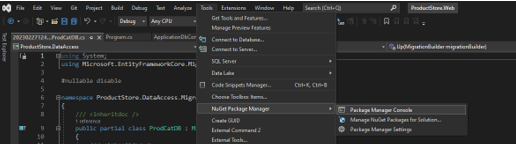 File Edit View Git Project Build Debug Test Analyze Tools Extensions Window Help Search (Ctrl+Q) ProductStore.Web
Debug Any CPU
Get Tools and Features...
Manage Preview Features
Connect to Database...
Connect to Server...
SQL Server
Data Lake
Code Snippets Manager... Ctrl+K, Ctrl+B
Choose Toolbox Items...
NuGet Package Manager
Create GUID
External Command 2
External Tools...
Package Manager Console
Manage NuGet Packages for Solution...
Package Manager Settings
Test Explorer
20230227124...ProdCatDB.cs Program.cs ApplicationDbCon
ProductStore.DataAccess
Up(MigrationBuilder migrationBuilder)
1 using System;
2 using Microsoft.EntityFrameworkCore.Mi
3
4 #nullable disable
5
6 namespace ProductStore.DataAccess.Migra
7 {
8 /// <inheritdoc />
1 reference
9 public partial class ProdCatDB : M
10 {